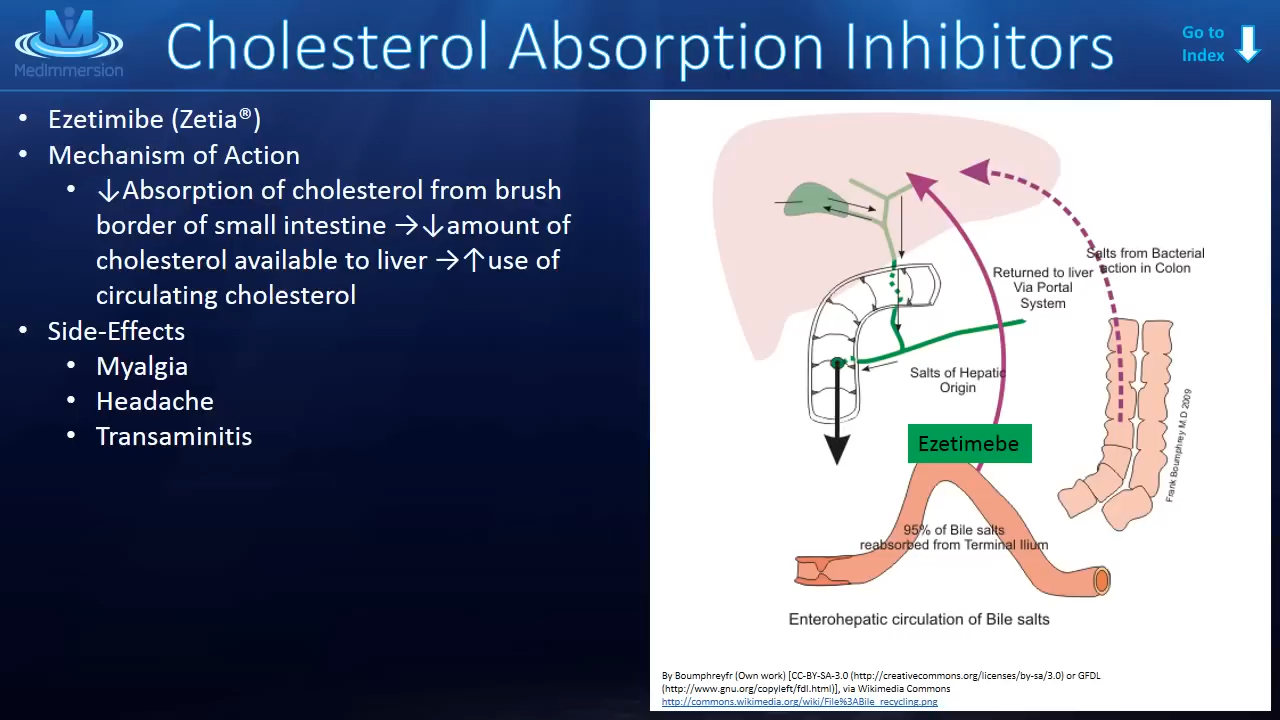 MedImmersion
Cholesterol Absorption Inhibitors
Go to
Index
• Ezetimibe (Zetia®)
• Mechanism of Action
• ↓Absorption of cholesterol from brush
border of small intestine →↓amount of
cholesterol available to liver →↑use of
circulating cholesterol
• Side-Effects
• Myalgia
• Headache
• Transaminitis
Salts from Bacterial
action in Colon
Returned to liver
Via Portal
System
Salts of Hepatic
Origin
Ezetimebe
Frank Boumphrey M.D 2009
95% of Bile salts
reabsorbed from Terminal Ilium
Enterohepatic circulation of Bile salts
By Boumphreyfr (Own work) [CC-BY-SA-3.0 (http://creativecommons.org/licenses/by-sa/3.0) or GFDL
(http://www.gnu.org/copyleft/fdl.html)], via Wikimedia Commons
http://commons.wikimedia.org/wiki/File%3ABile_recycling.png